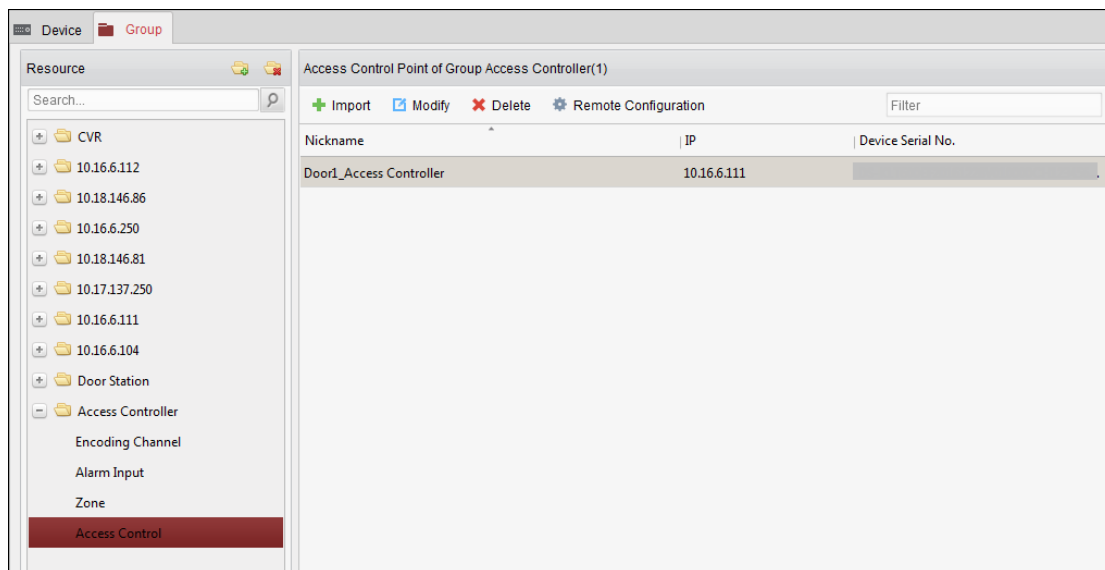 Device Group
Resource
Search...
CVR
10.16.6.112
10.18.146.86
10.16.6.250
10.18.146.81
10.17.137.250
10.16.6.111
10.16.6.104
Door Station
Access Controller
Encoding Channel
Alarm Input
Zone
Access Control
Access Control Point of Group Access Controller(1)
Import Modify Delete Remote Configuration Filter
Nickname IP Device Serial No.
Door1_Access Controller 10.16.6.111